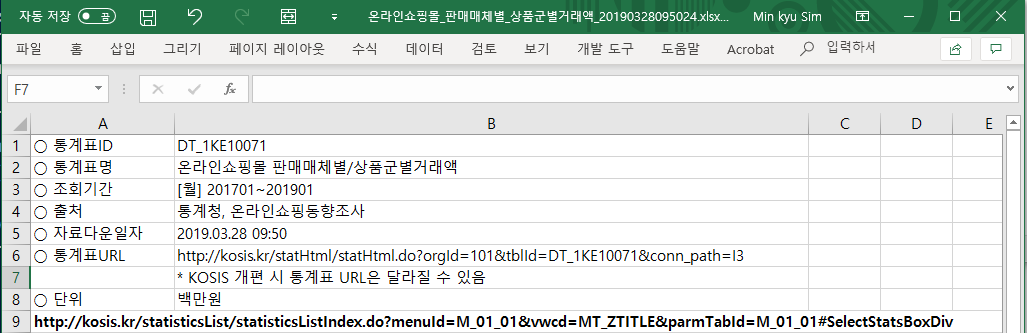 자동 저장 끔 온라인쇼핑몰_판매매체별_상품군별거래액_20190328095024.xlsx... Min kyu Sim
파일 홈 삽입 그리기 페이지 레이아웃 수식 데이터 검토 보기 개발 도구 도움말 Acrobat 입력하서
F7 fx
A B C D E
1 ○ 통계표ID DT_1KE10071
2 ○ 통계표명 온라인쇼핑몰 판매매체별/상품군별거래액
3 ○ 조회기간 [월] 201701~201901
4 ○ 출처 통계청, 온라인쇼핑동향조사
5 ○ 자료다운일자 2019.03.28 09:50
6 ○ 통계표URL http://kosis.kr/statHtml/statHtml.do?orgId=101&tblId=DT_1KE10071&conn_path=I3
7 * KOSIS 개편 시 통계표 URL은 달라질 수 있음
8 ○ 단위 백만원
9 http://kosis.kr/statisticsList/statisticsListIndex.do?menuId=M_01_01&vwcd=MT_ZTITLE&parmTabId=M_01_01#SelectStatsBoxDiv